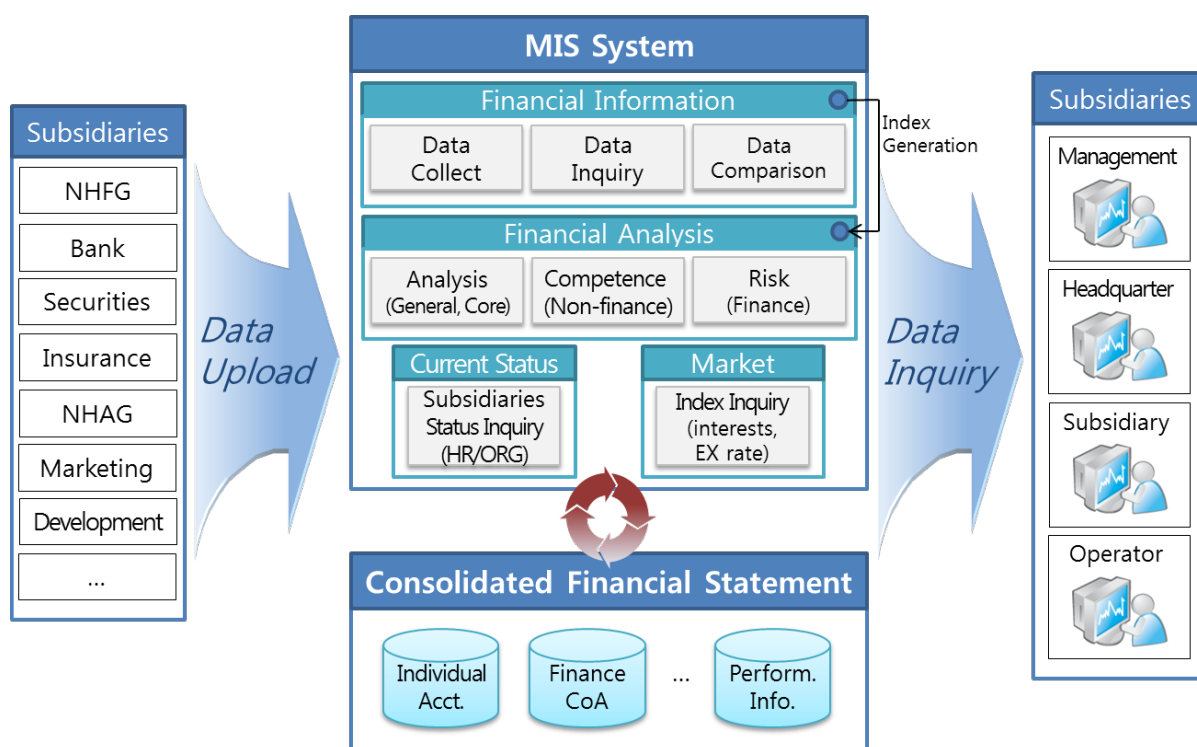 Subsidiaries
NHFG
Bank
Securities
Insurance
NHAG
Marketing
Development
...
Data
Upload
MIS System
Financial Information
Data
Collect
Data
Inquiry
Data
Comparison
Index
Generation
Financial Analysis
Analysis
(General, Core)
Competence
(Non-finance)
Risk
(Finance)
Current Status
Subsidiaries
Status Inquiry
(HR/ORG)
Market
Index Inquiry
(interests,
EX rate)
Consolidated Financial Statement
Individual
Acct.
Finance
CoA
...
Perform.
Info.
Data
Inquiry
Subsidiaries
Management
Headquarter
Subsidiary
Operator